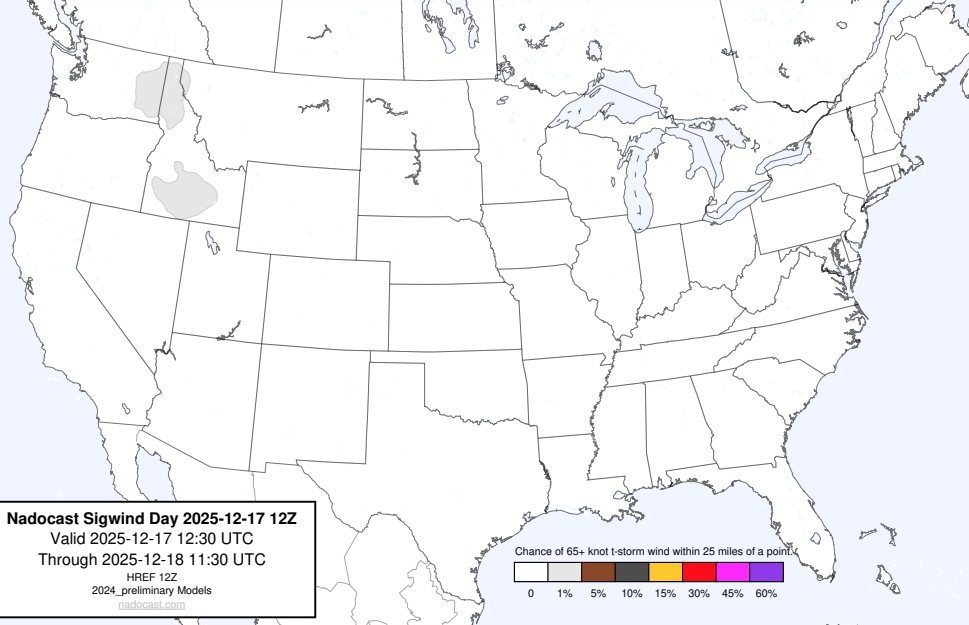 Nadocast Sigwind Day 2025-12-17 12Z
Valid 2025-12-17 12:30 UTC
Through 2025-12-18 11:30 UTC
HREF 12Z
2024_preliminary Models
nadocast.com
Chance of 65+ knot t-storm wind within 25 miles of a point.
0 1% 5% 10% 15% 30% 45% 60%